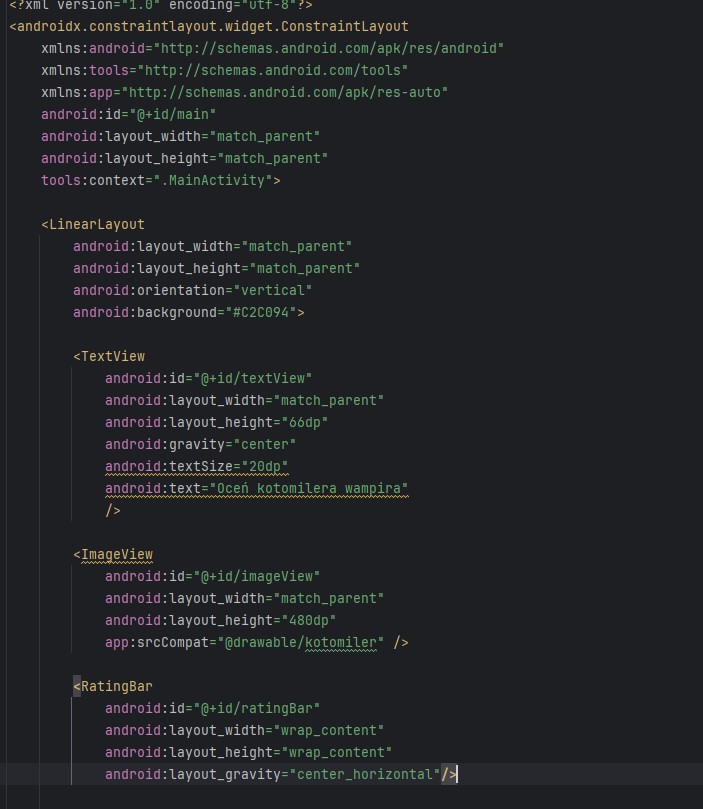 <?xml version="1.0" encoding="utf-8"?>
<androidx.constraintlayout.widget.ConstraintLayout
    xmlns:android="http://schemas.android.com/apk/res/android"
    xmlns:tools="http://schemas.android.com/tools"
    xmlns:app="http://schemas.android.com/apk/res-auto"
    android:id="@+id/main"
    android:layout_width="match_parent"
    android:layout_height="match_parent"
    tools:context=".MainActivity">

    <LinearLayout
        android:layout_width="match_parent"
        android:layout_height="match_parent"
        android:orientation="vertical"
        android:background="#C2C094">

        <TextView
            android:id="@+id/textView"
            android:layout_width="match_parent"
            android:layout_height="66dp"
            android:gravity="center"
            android:textSize="20dp"
            android:text="Oceń kotomilera wampira"
            />

        <ImageView
            android:id="@+id/imageView"
            android:layout_width="match_parent"
            android:layout_height="480dp"
            app:srcCompat="@drawable/kotomiler" />

        <RatingBar
            android:id="@+id/ratingBar"
            android:layout_width="wrap_content"
            android:layout_height="wrap_content"
            android:layout_gravity="center_horizontal"/>